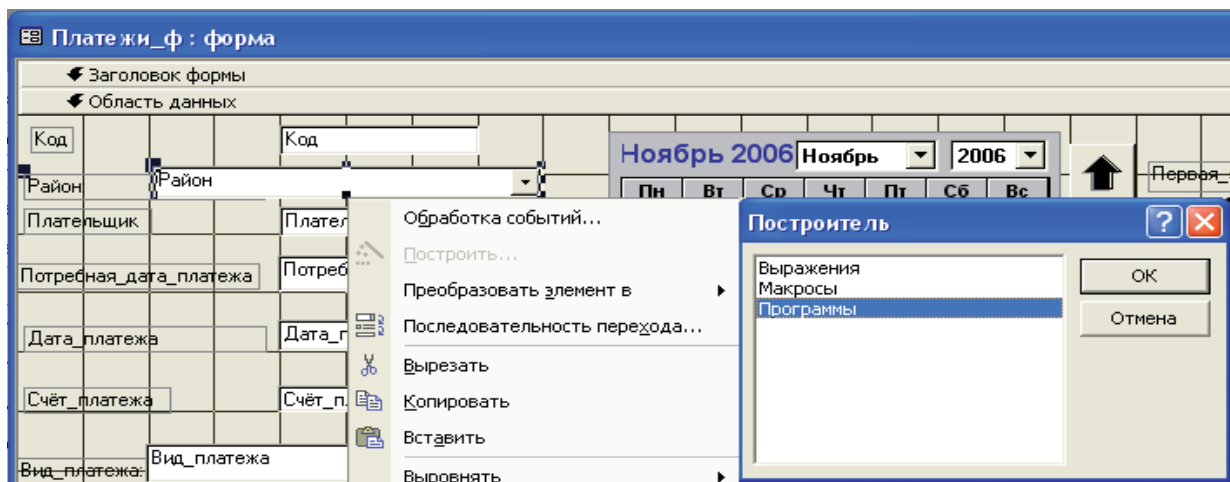 Платежи_ф : форма
Заголовок формы
Область данных
Код
Код
Район
Район
Плательщик
Плател
Потребная_дата_платежа
Потреб
Дата_платежа
Дата_п
Счёт_платежа
Счёт_п
Вид_платежа:
Вид_платежа
Ноябрь 2006 Ноябрь 2006
Пн Вт Ср Чт Пт Сб Вс
Первая_
Обработка событий...
Построить...
Преобразовать элемент в
Последовательность перехода...
Вырезать
Копировать
Вставить
Выровнять
Построитель
Выражения
Макросы
Программы
ОК
Отмена